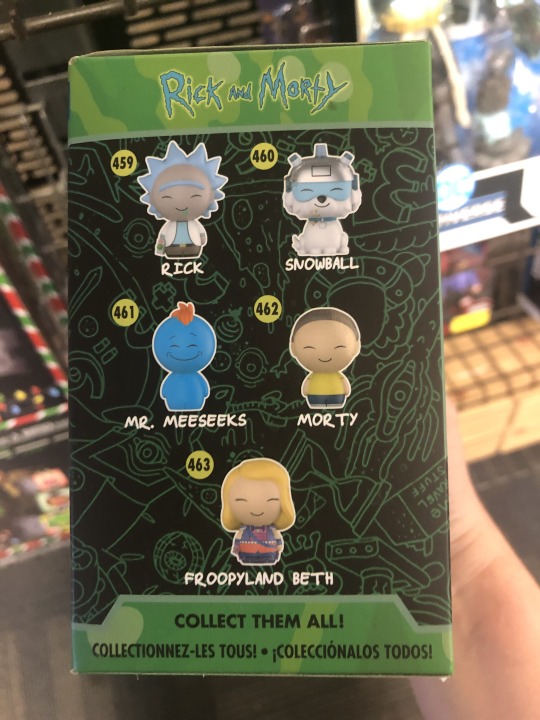 Rick and Morty
459
RICK
460
SNOWBALL
461
MR. MEESEEKS
462
MORTY
463
FROOPYLAND BETH
COLLECT THEM ALL!
COLLECTIONNEZ-LES TOUS! • ¡COLECCIÓNALOS TODOS!